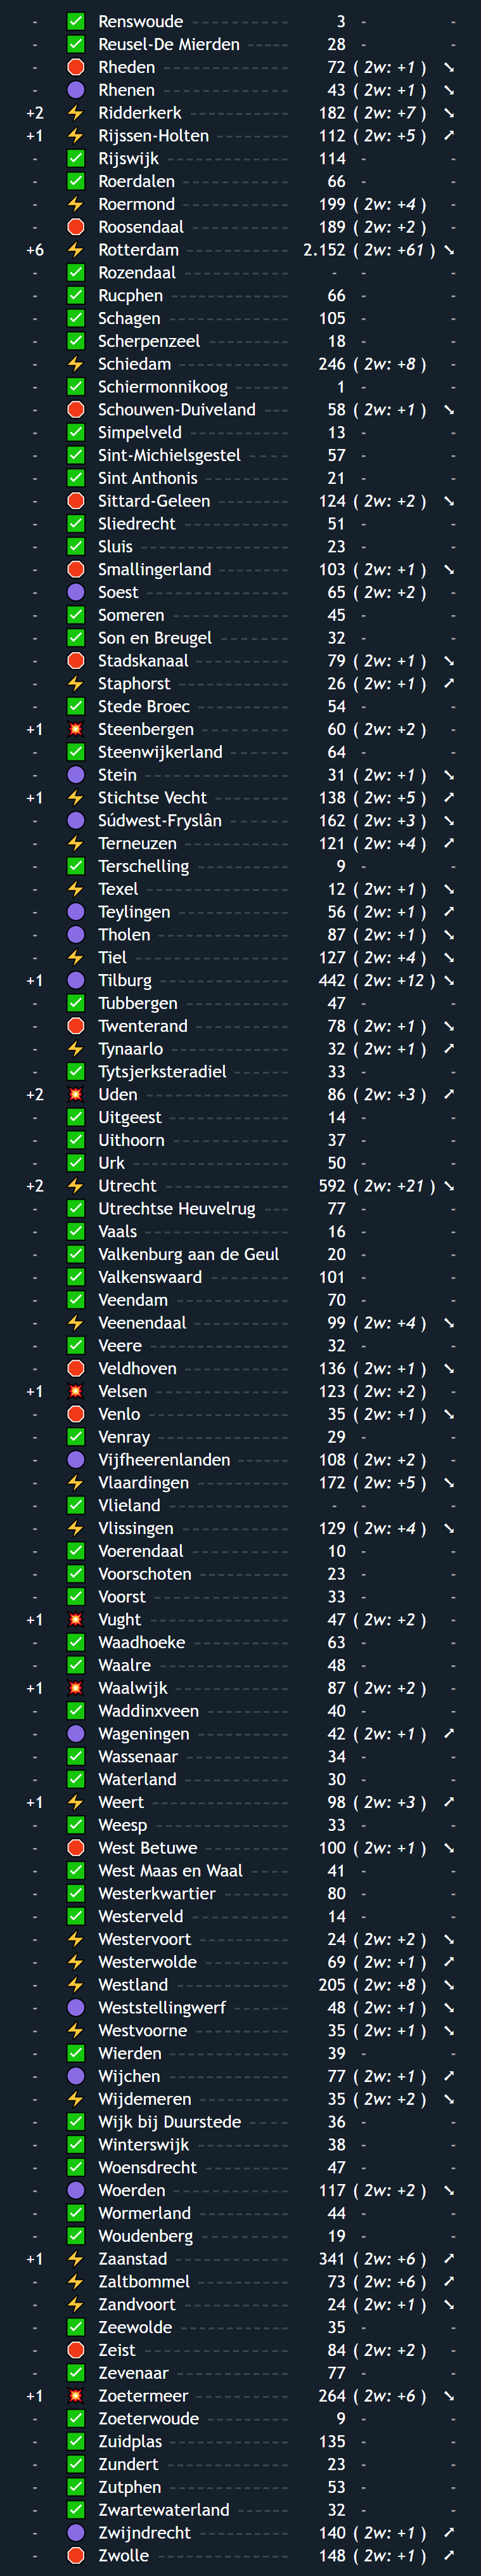 - ✅ Renswoude ------------ 3 - -
- ✅ Reusel-De Mierden ------ 28 - -
- 🛑 Rheden ---------------- 72 ( 2w: +1 ) ➘
- 🟣 Rhenen ---------------- 43 ( 2w: +1 ) ➘
+2 ⚡ Ridderkerk ------------ 182 ( 2w: +7 ) ➘
+1 ⚡ Rijssen-Holten --------- 112 ( 2w: +5 ) ➚
- ✅ Rijswijk --------------- 114 - -
- ✅ Roerdalen ------------- 66 - -
- ⚡ Roermond ------------- 199 ( 2w: +4 ) -
- 🛑 Roosendaal ------------ 189 ( 2w: +2 ) -
+6 ⚡ Rotterdam ------------- 2.152 ( 2w: +61 ) ➘
- ✅ Rozendaal ------------- - - -
- ✅ Rucphen --------------- 66 - -
- ✅ Schagen --------------- 105 - -
- ✅ Scherpenzeel ---------- 18 - -
- ⚡ Schiedam -------------- 246 ( 2w: +8 ) -
- ✅ Schiermonnikoog ------- 1 - -
- 🛑 Schouwen-Duiveland ---- 58 ( 2w: +1 ) ➘
- ✅ Simpelveld ------------- 13 - -
- ✅ Sint-Michielsgestel ----- 57 - -
- ✅ Sint Anthonis ---------- 21 - -
- 🛑 Sittard-Geleen --------- 124 ( 2w: +2 ) ➘
- ✅ Sliedrecht ------------- 51 - -
- ✅ Sluis ------------------ 23 - -
- 🛑 Smallingerland --------- 103 ( 2w: +1 ) ➘
- 🟣 Soest ------------------ 65 ( 2w: +2 ) -
- ✅ Someren --------------- 45 - -
- ✅ Son en Breugel --------- 32 - -
- 🛑 Stadskanaal ------------ 79 ( 2w: +1 ) ➘
- ⚡ Staphorst -------------- 26 ( 2w: +1 ) ➚
- ✅ Stede Broec ------------ 54 - -
+1 💥 Steenbergen ----------- 60 ( 2w: +2 ) -
- ✅ Steenwijkerland -------- 64 - -
- 🟣 Stein ------------------ 31 ( 2w: +1 ) ➘
+1 ⚡ Stichtse Vecht --------- 138 ( 2w: +5 ) ➚
- 🟣 Súdwest-Fryslân -------- 162 ( 2w: +3 ) ➘
- ⚡ Terneuzen ------------- 121 ( 2w: +4 ) ➚
- ✅ Terschelling ----------- 9 - -
- ⚡ Texel ------------------ 12 ( 2w: +1 ) ➘
- 🟣 Teylingen -------------- 56 ( 2w: +1 ) ➚
- 🟣 Tholen ---------------- 87 ( 2w: +1 ) ➘
- ⚡ Tiel -------------------- 127 ( 2w: +4 ) ➘
+1 🟣 Tilburg ---------------- 442 ( 2w: +12 ) ➘
- ✅ Tubbergen ------------- 47 - -
- 🛑 Twenterand ------------ 78 ( 2w: +1 ) ➘
- ⚡ Tynaarlo --------------- 32 ( 2w: +1 ) ➚
- ✅ Tytsjerksteradiel ------- 33 - -
+2 💥 Uden ------------------ 86 ( 2w: +3 ) ➚
- ✅ Uitgeest --------------- 14 - -
- ✅ Uithoorn --------------- 37 - -
- ✅ Urk -------------------- 50 - -
+2 ⚡ Utrecht ---------------- 592 ( 2w: +21 ) ➘
- ✅ Utrechtse Heuvelrug --- 77 - -
- ✅ Vaals ------------------ 16 - -
- ✅ Valkenburg aan de Geul 20 - -
- ✅ Valkenswaard ---------- 101 - -
- ✅ Veendam -------------- 70 - -
- ⚡ Veenendaal ------------ 99 ( 2w: +4 ) ➘
- ✅ Veere ------------------ 32 - -
- 🛑 Veldhoven ------------- 136 ( 2w: +1 ) ➘
+1 💥 Velsen ----------------- 123 ( 2w: +2 ) -
- 🛑 Venlo ------------------ 35 ( 2w: +1 ) ➘
- ✅ Venray ----------------- 29 - -
- 🟣 Vijfheerenlanden ------- 108 ( 2w: +2 ) -
- ⚡ Vlaardingen ------------ 172 ( 2w: +5 ) ➘
- ✅ Vlieland --------------- - - -
- ⚡ Vlissingen ------------- 129 ( 2w: +4 ) ➘
- ✅ Voerendaal ------------ 10 - -
- ✅ Voorschoten ----------- 23 - -
- ✅ Voorst ----------------- 33 - -
+1 💥 Vught ----------------- 47 ( 2w: +2 ) -
- ✅ Waadhoeke ------------ 63 - -
- ✅ Waalre ----------------- 48 - -
+1 💥 Waalwijk --------------- 87 ( 2w: +2 ) -
- ✅ Waddinxveen ---------- 40 - -
- 🟣 Wageningen ----------- 42 ( 2w: +1 ) ➚
- ✅ Wassenaar ------------ 34 - -
- ✅ Waterland ------------- 30 - -
+1 ⚡ Weert ----------------- 98 ( 2w: +3 ) ➚
- ✅ Weesp ----------------- 33 - -
- 🛑 West Betuwe ----------- 100 ( 2w: +1 ) ➘
- ✅ West Maas en Waal ----- 41 - -
- ✅ Westerkwartier --------- 80 - -
- ✅ Westerveld ------------ 14 - -
- ⚡ Westervoort ----------- 24 ( 2w: +2 ) ➘
- ⚡ Westerwolde ----------- 69 ( 2w: +1 ) ➚
- ⚡ Westland -------------- 205 ( 2w: +8 ) ➘
- 🟣 Weststellingwerf ------- 48 ( 2w: +1 ) ➘
- ⚡ Westvoorne ------------ 35 ( 2w: +1 ) ➘
- ✅ Wierden --------------- 39 - -
- 🟣 Wijchen --------------- 77 ( 2w: +1 ) ➚
- ⚡ Wijdemeren ------------ 35 ( 2w: +2 ) ➘
- ✅ Wijk bij Duurstede ---- 36 - -
- ✅ Winterswijk ------------ 38 - -
- ✅ Woensdrecht ---------- 47 - -
- 🟣 Woerden -------------- 117 ( 2w: +2 ) ➘
- ✅ Wormerland ----------- 44 - -
- ✅ Woudenberg ----------- 19 - -
+1 ⚡ Zaanstad -------------- 341 ( 2w: +6 ) ➚
- ⚡ Zaltbommel ------------ 73 ( 2w: +6 ) ➚
- ⚡ Zandvoort ------------- 24 ( 2w: +1 ) ➘
- ✅ Zeewolde -------------- 35 - -
- 🛑 Zeist ------------------ 84 ( 2w: +2 ) -
- ✅ Zevenaar -------------- 77 - -
+1 💥 Zoetermeer ------------ 264 ( 2w: +6 ) ➘
- ✅ Zoeterwoude ---------- 9 - -
- ✅ Zuidplas --------------- 135 - -
- ✅ Zundert --------------- 23 - -
- ✅ Zutphen --------------- 53 - -
- ✅ Zwartewaterland ------- 32 - -
- 🟣 Zwijndrecht ------------ 140 ( 2w: +1 ) ➚
- 🛑 Zwolle ----------------- 148 ( 2w: +1 ) ➚